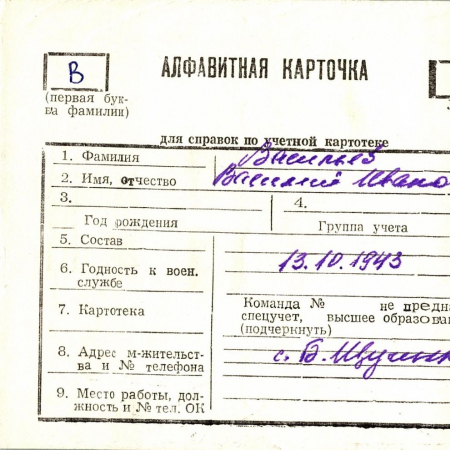 В
АЛФАВИТНАЯ КАРТОЧКА
(первая бук-
ва фамилии)
для справок по учетной картотеке
1. Фамилия Васильев
2. Имя, отчество Василий Ивано
3. 4.
Год рождения Группа учета
5. Состав
6. Годность к воен. 13.10.1943
службе
7. Картотека Команда № не предна
спецучет, высшее образова
(подчеркнуть)
8. Адрес м-жительст- с. Б.
ва и № телефона
9. Место работы, дол-
жность и № тел. ОК